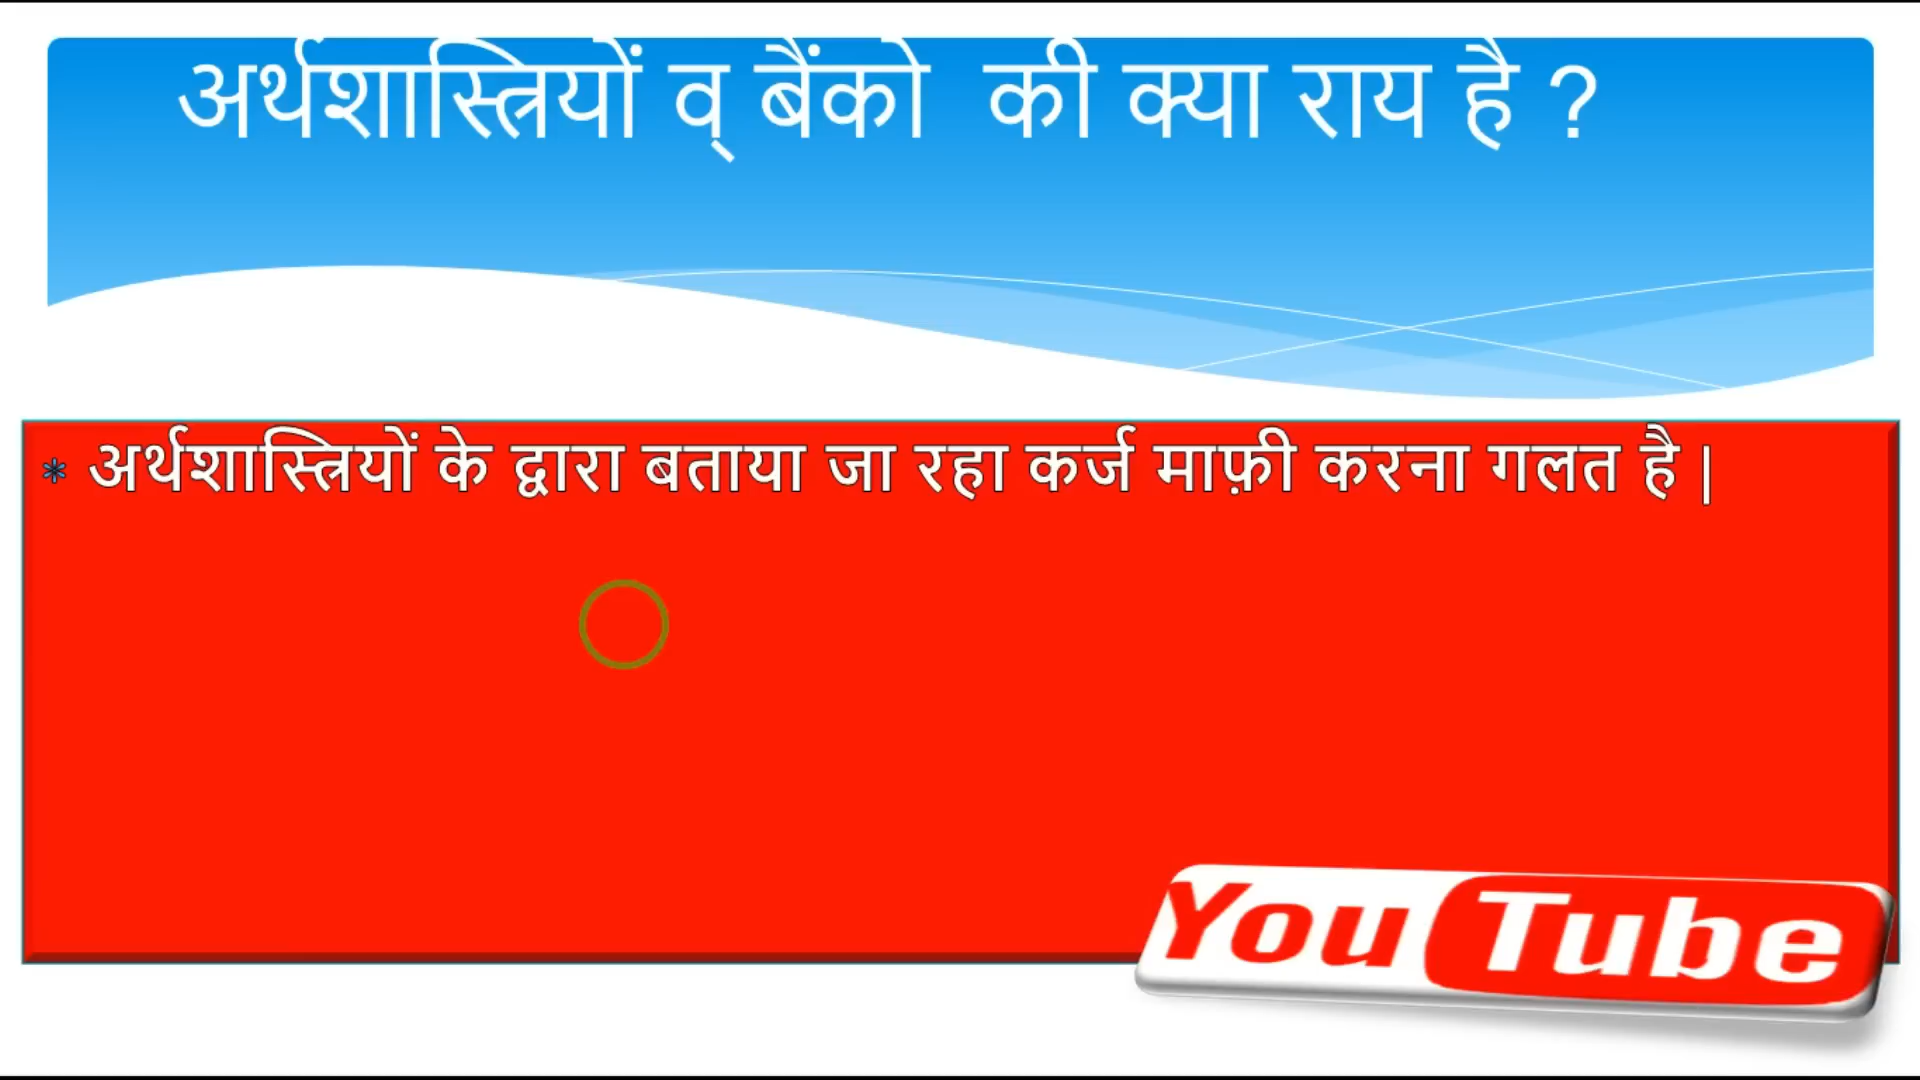 अर्थशास्त्रियों व् बैंको की क्या राय है ?
* अर्थशास्त्रियों के द्वारा बताया जा रहा कर्ज माफ़ी करना गलत है |
YouTube